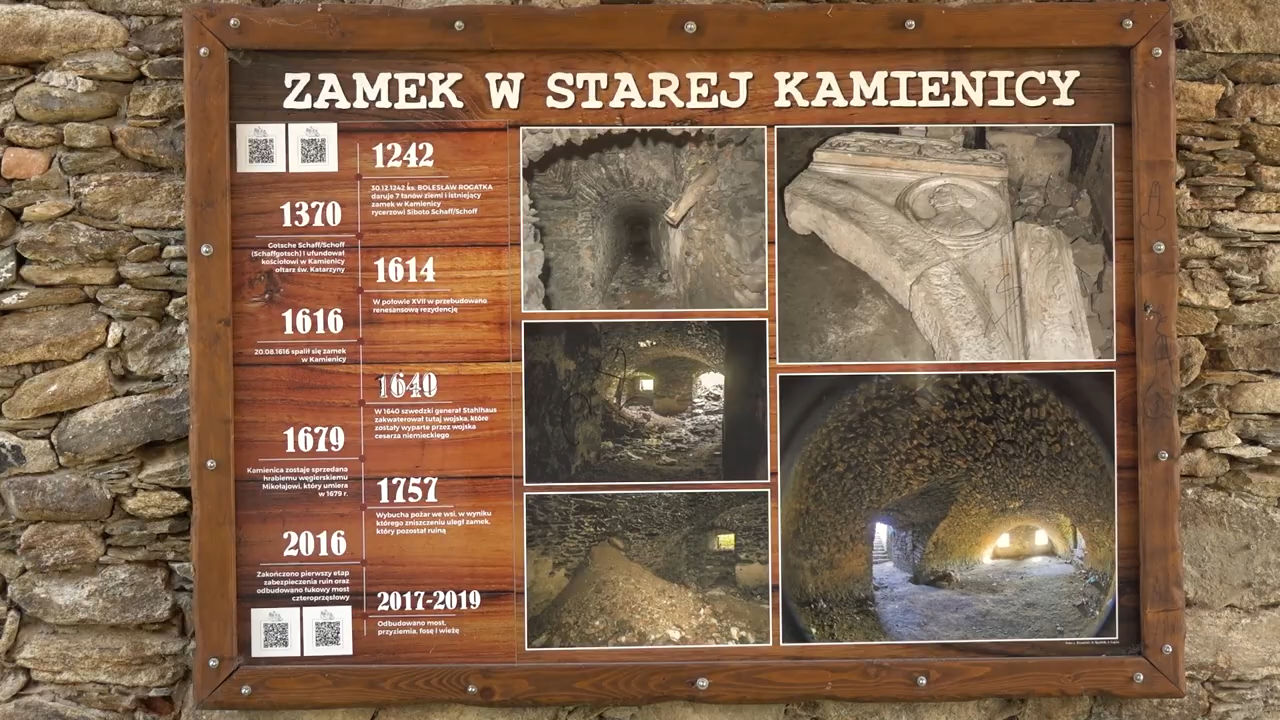 ZAMEK W STAREJ KAMIENICY
1242
30.12.1242 ks. BOLESŁAW ROGATKA
daruje 7 łanów ziemi i istniejący
zamek w Kamienicy
rycerzowi Siboto Schaff/Schoff
1370
Gotsche Schaff/Schoff
(Schaffgotsch) I ufundował
kościołowi w Kamienicy
ołtarz św. Katarzyny
1614
W połowie XVII w przebudowano
renesansową rezydencję
1616
20.08.1616 spalił się zamek
w Kamienicy
1640
W 1640 szwedzki generał Stahlhaus
zakwaterował tutaj wojska, które
zostały wyparte przez wojska
cesarza niemieckiego
1679
Kamienica zostaje sprzedana
hrabiemu węgierskiemu
Mikołajowi, który umiera
w 1679 r.
1757
Wybucha pożar we wsi, w wyniku
którego zniszczeniu uległ zamek,
który pozostał ruiną
2016
Zakończono pierwszy etap
zabezpieczenia ruin oraz
odbudowano łukowy most
czteroprzęsłowy
2017-2019
Odbudowano most,
przyziemia, fosę i wieżę